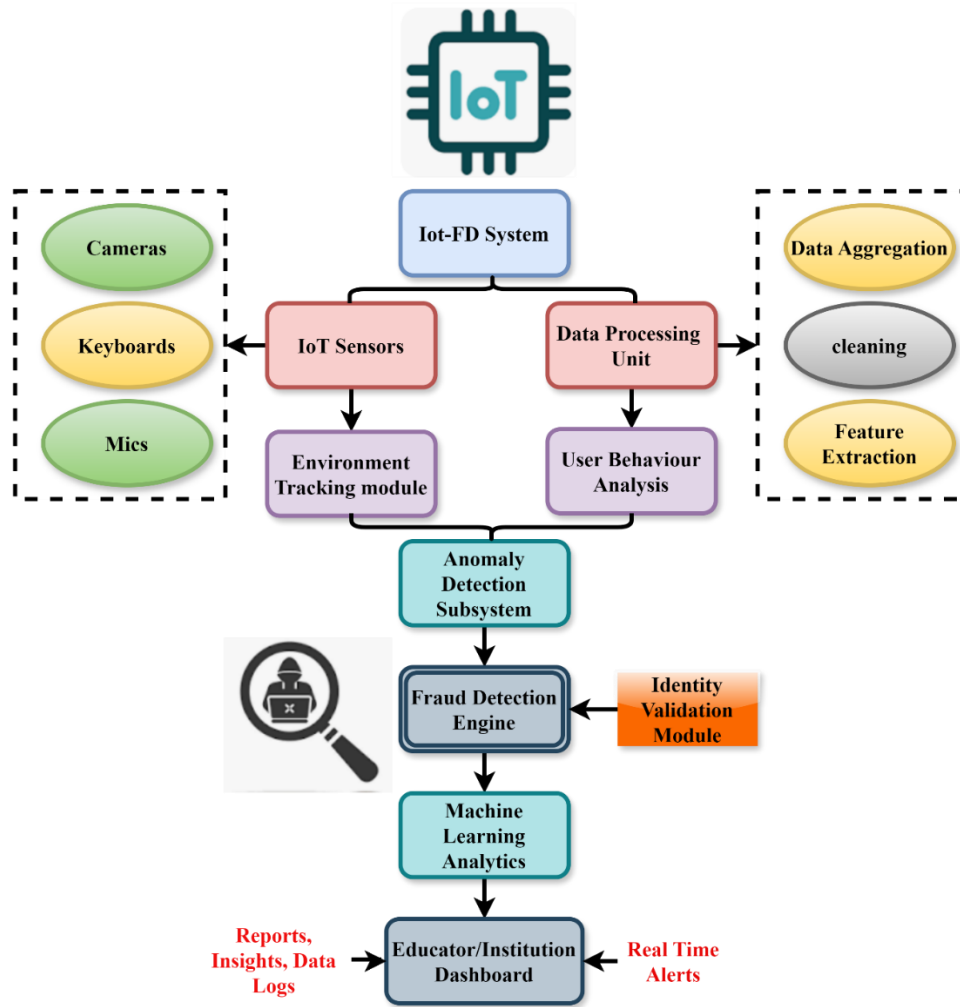 IoT
Iot-FD System
Cameras
Keyboards
Mics
IoT Sensors
Data Processing
Unit
Data Aggregation
cleaning
Feature
Extraction
Environment
Tracking module
User Behaviour
Analysis
Anomaly
Detection
Subsystem
Fraud Detection
Engine
Identity
Validation
Module
Machine
Learning
Analytics
Reports,
Insights, Data
Logs
Educator/Institution
Dashboard
Real Time
Alerts